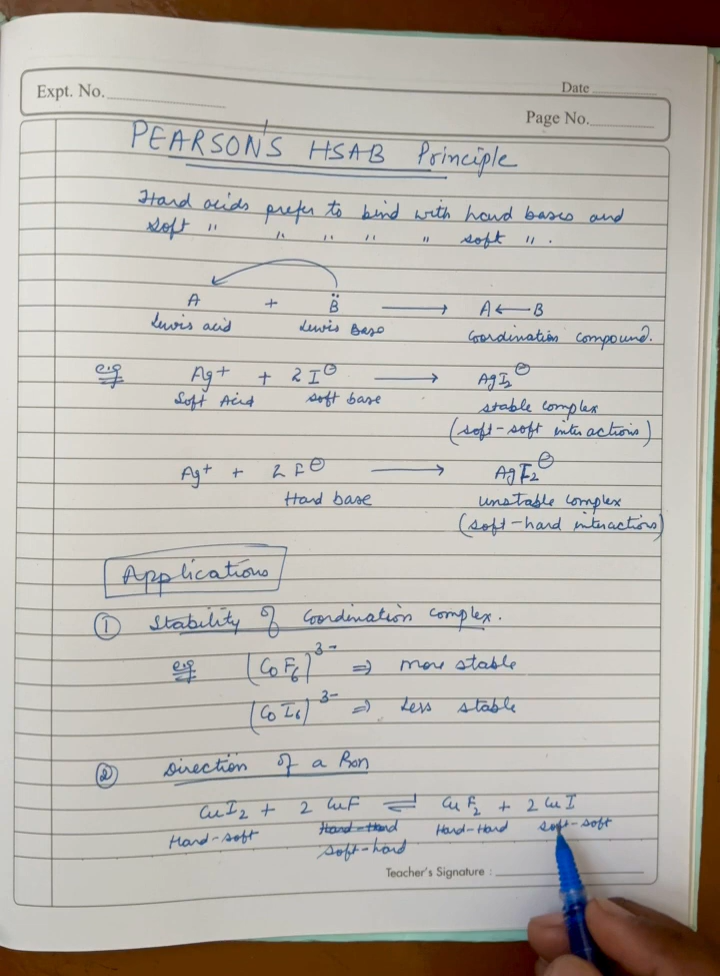 Expt. No.
Date
Page No.
PEARSON'S HSAB Principle
Hard acids prefer to bind with hard bases and
soft " " " " " soft " .
A + B̈ ⟶ A ⟵ B
Lewis acid Lewis Base Coordination compound.
e.g Ag+ + 2 I⊖ ⟶ AgI₂⊖
Soft Acid soft base stable complex
(soft-soft interactions)
Ag+ + 2 F⊖ ⟶ AgF₂⊖
Hard base unstable complex
(soft-hard interactions)
Applications
① Stability of Coordination Complex.
e.g [CoF₆]³⁻ ⇒ More stable
[CoI₆]³⁻ ⇒ Less stable
② Direction of a Rxn
CuI₂ + 2 CuF ⇌ CuF₂ + 2 CuI
Hard-soft Hard-Hard Hard-Hard soft-soft
soft-hard
Teacher's Signature :